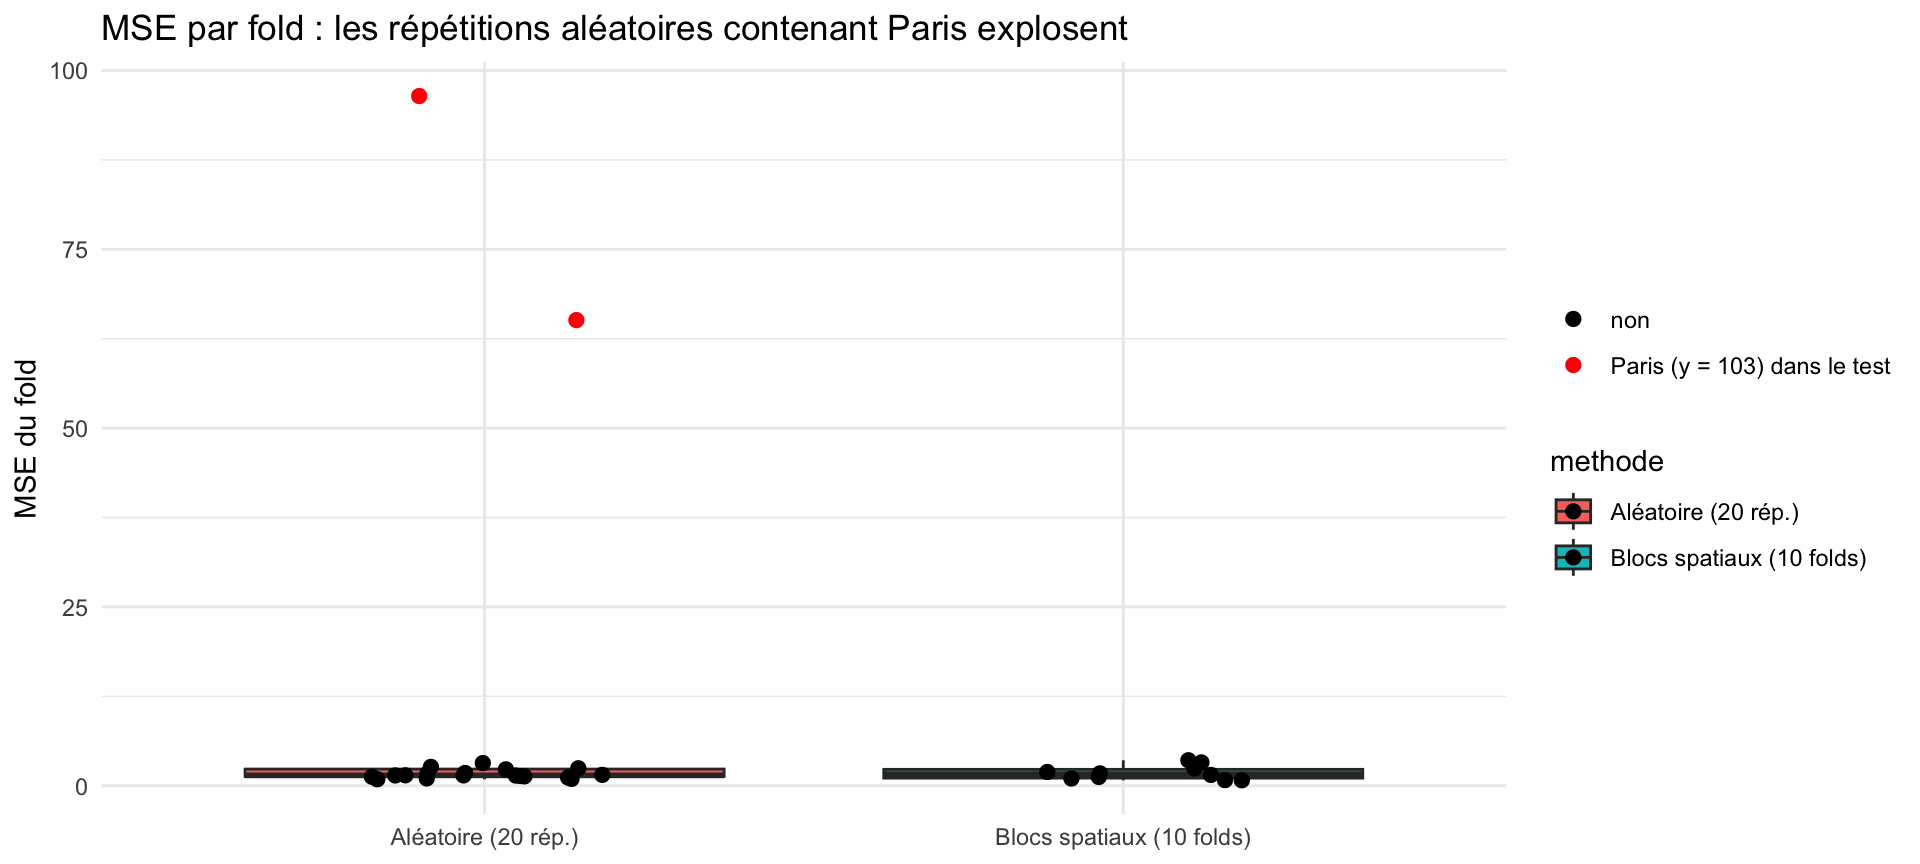 MSE par fold : les répétitions aléatoires contenant Paris explosent
MSE du fold
100
75
50
25
0
Aléatoire (20 rép.)
Blocs spatiaux (10 folds)
non
Paris (y = 103) dans le test
methode
Aléatoire (20 rép.)
Blocs spatiaux (10 folds)